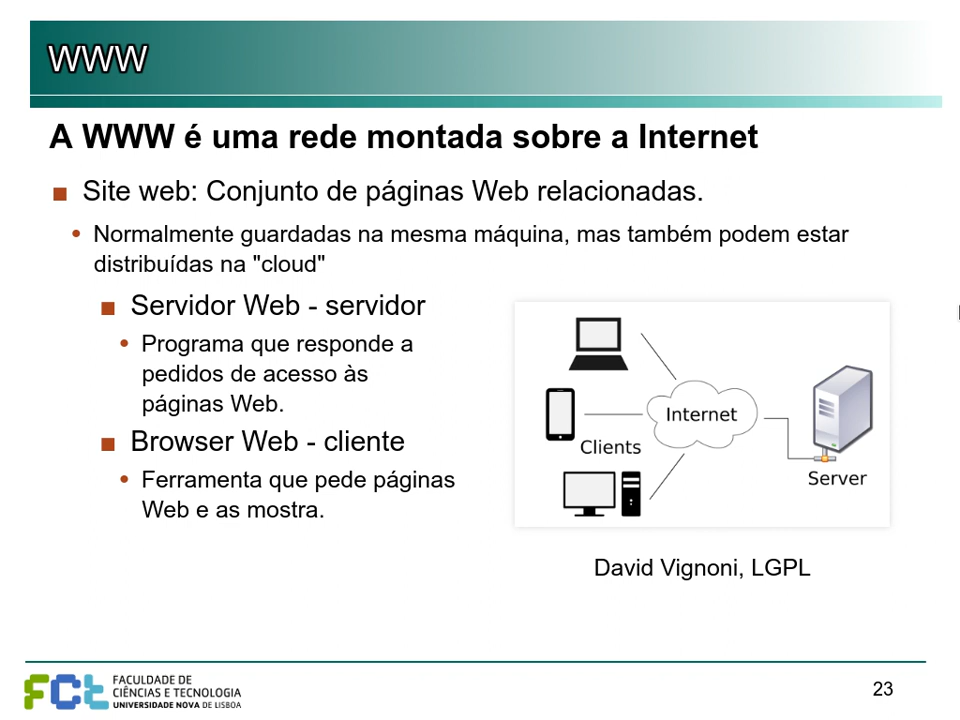 WWW
A WWW é uma rede montada sobre a Internet
Site web: Conjunto de páginas Web relacionadas.
Normalmente guardadas na mesma máquina, mas também podem estar
distribuídas na "cloud"
Servidor Web - servidor
Programa que responde a
pedidos de acesso às
páginas Web.
Browser Web - cliente
Ferramenta que pede páginas
Web e as mostra.
Internet
Clients
Server
David Vignoni, LGPL
FCt
FACULDADE DE
CIÊNCIAS E TECNOLOGIA
UNIVERSIDADE NOVA DE LISBOA
23